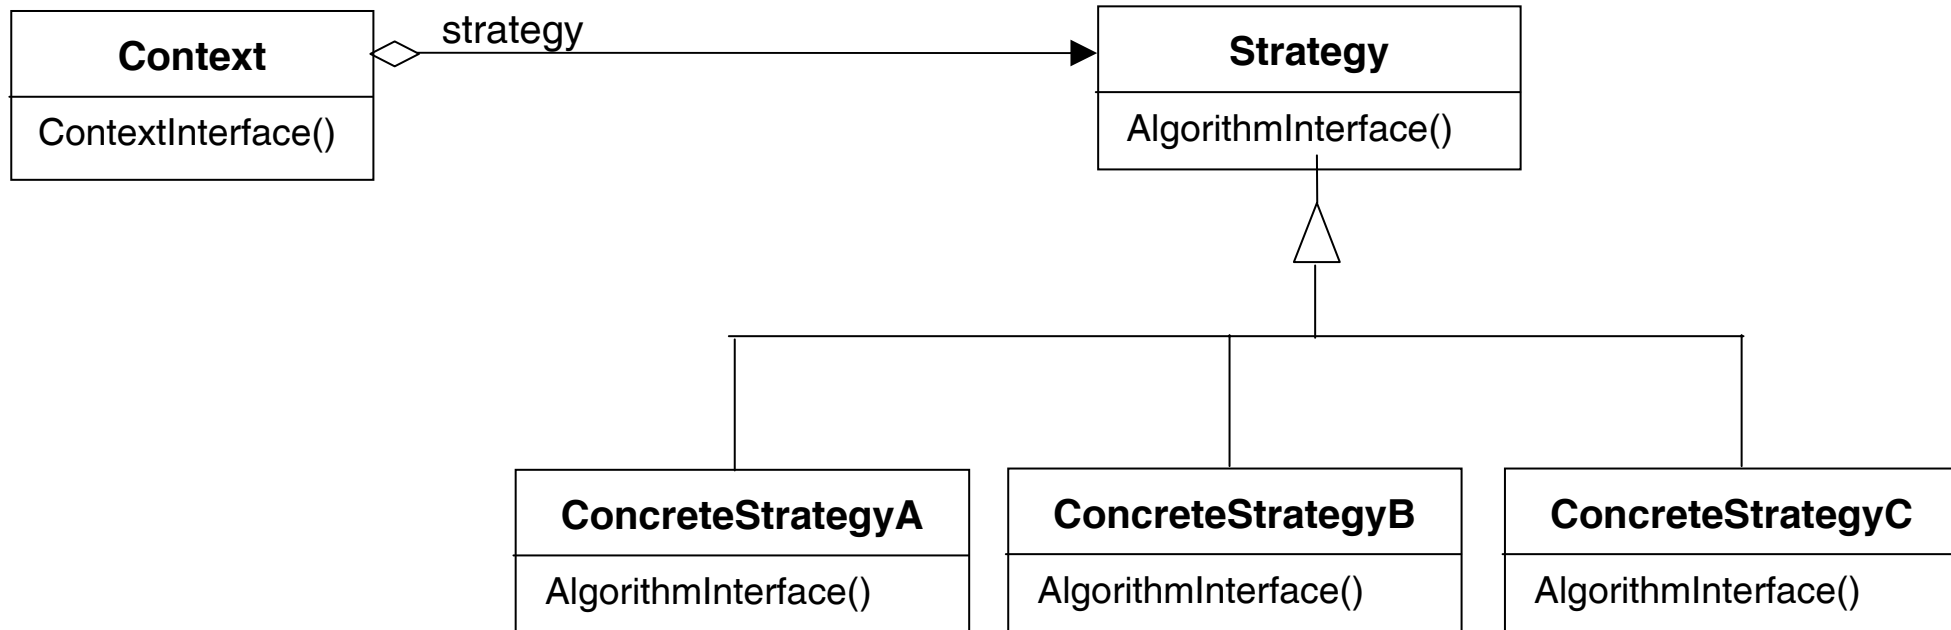 Context
strategy
Strategy
ContextInterface()
AlgorithmInterface()
ConcreteStrategyA
ConcreteStrategyB
ConcreteStrategyC
AlgorithmInterface()
AlgorithmInterface()
AlgorithmInterface()